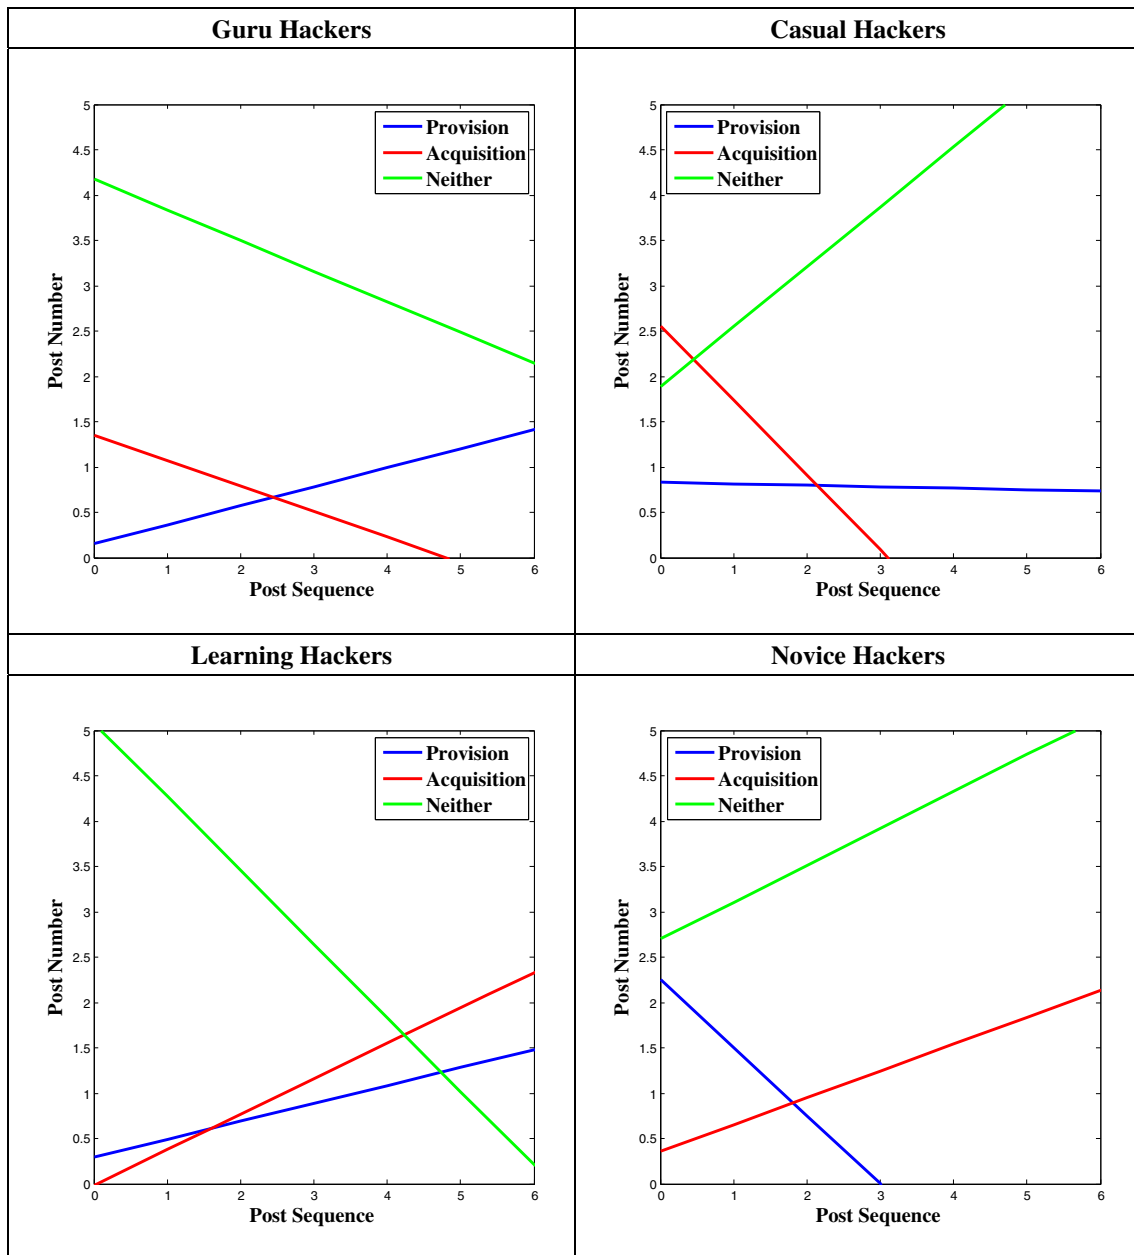 Guru Hackers
Casual Hackers
5
4.5
4
3.5
3
2.5
2
1.5
1
0.5
0
0 1 2 3 4 5 6
Post Number
Post Sequence
Provision
Acquisition
Neither
5
4.5
4
3.5
3
2.5
2
1.5
1
0.5
0
0 1 2 3 4 5 6
Post Number
Post Sequence
Provision
Acquisition
Neither
Learning Hackers
Novice Hackers
5
4.5
4
3.5
3
2.5
2
1.5
1
0.5
0
0 1 2 3 4 5 6
Post Number
Post Sequence
Provision
Acquisition
Neither
5
4.5
4
3.5
3
2.5
2
1.5
1
0.5
0
0 1 2 3 4 5 6
Post Number
Post Sequence
Provision
Acquisition
Neither